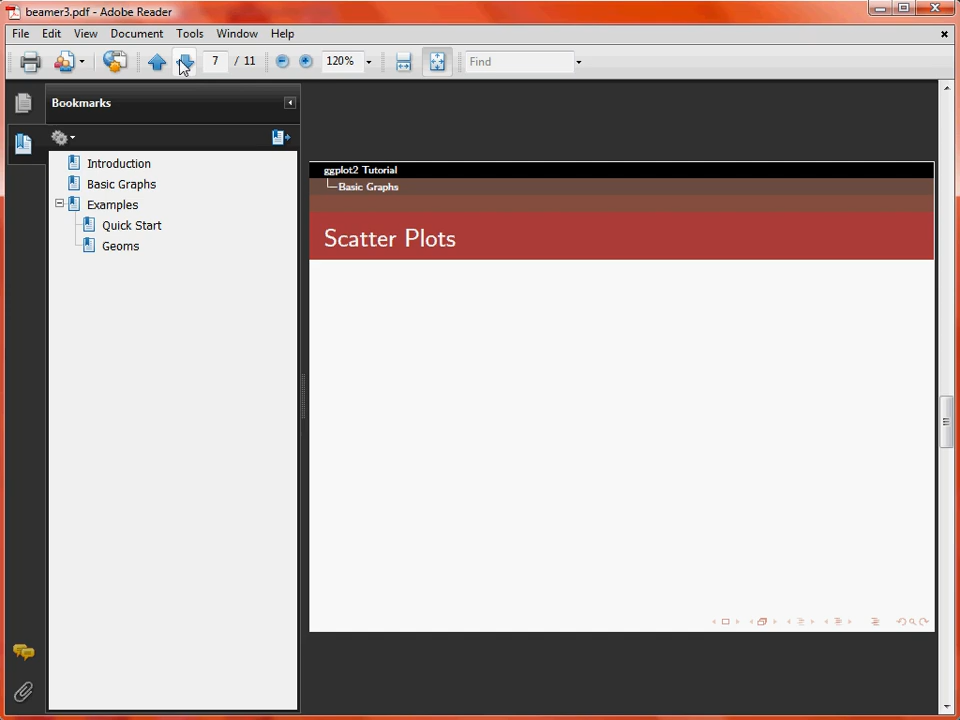 beamer3.pdf - Adobe Reader
File Edit View Document Tools Window Help
7 / 11 120% Find
Bookmarks
Introduction
Basic Graphs
Examples
Quick Start
Geoms
ggplot2 Tutorial
Basic Graphs
Scatter Plots